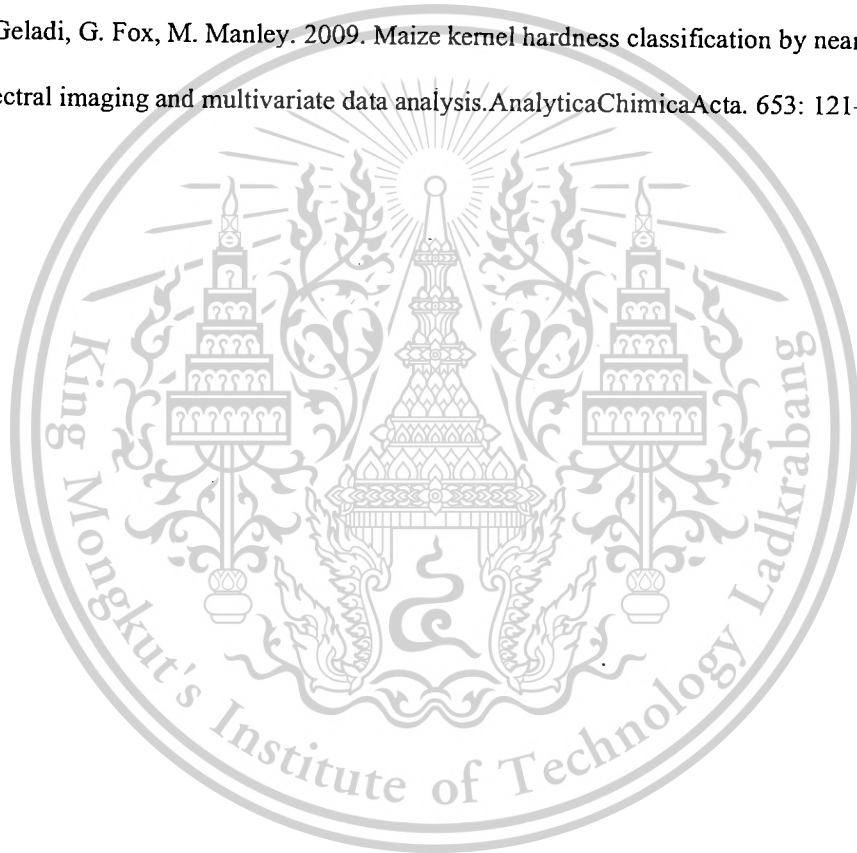 Geladi, G. Fox, M. Manley. 2009. Maize kernel hardness classification by near
ectral imaging and multivariate data analysis.AnalyticaChimicaActa. 653: 121-
King Mongkut's Institute of Technology Ladkrabang